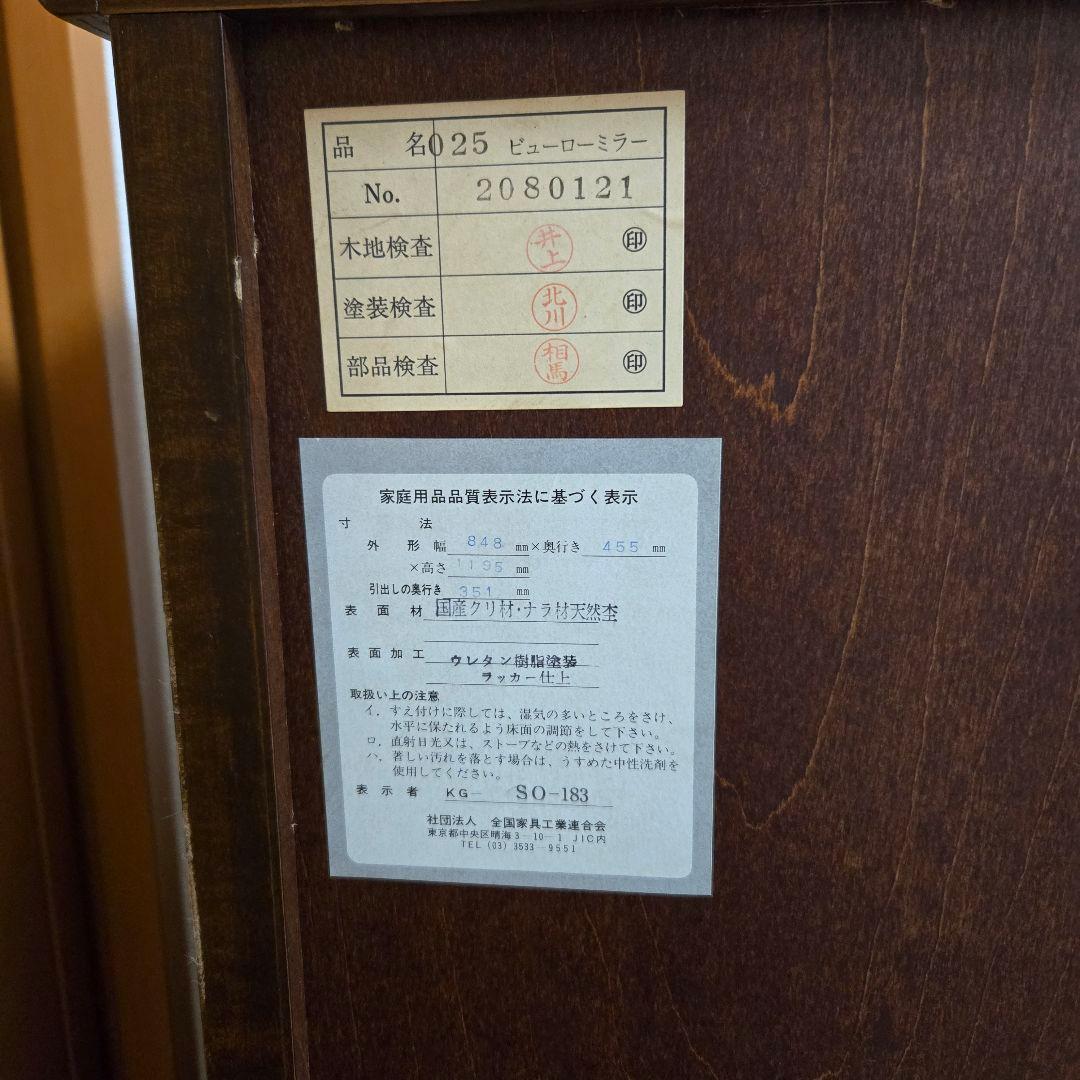 品名 025 ビューローミラー
No. 2080121
木地検査 井上 ㊞
塗装検査 北川 ㊞
部品検査 相馬 ㊞
家庭用品品質表示法に基づく表示
寸法
外形 幅 848 mm×奥行き 455 mm
×高さ 1195 mm
引出しの奥行き 351 mm
表面材 国産クリ材・ナラ材天然杢
表面加工 ウレタン樹脂塗装
ラッカー仕上
取扱い上の注意
イ. すえ付けに際しては、湿気の多いところをさけ、
水平に保たれるよう床面の調節をして下さい。
ロ. 直射日光又は、ストーブなどの熱をさけて下さい。
ハ. 著しい汚れを落とす場合は、うすめた中性洗剤を
使用してください。
表示者 KG- SO-183
社団法人 全国家具工業連合会
東京都中央区晴海3-10-1 JIC内
TEL (03) 3533-9551